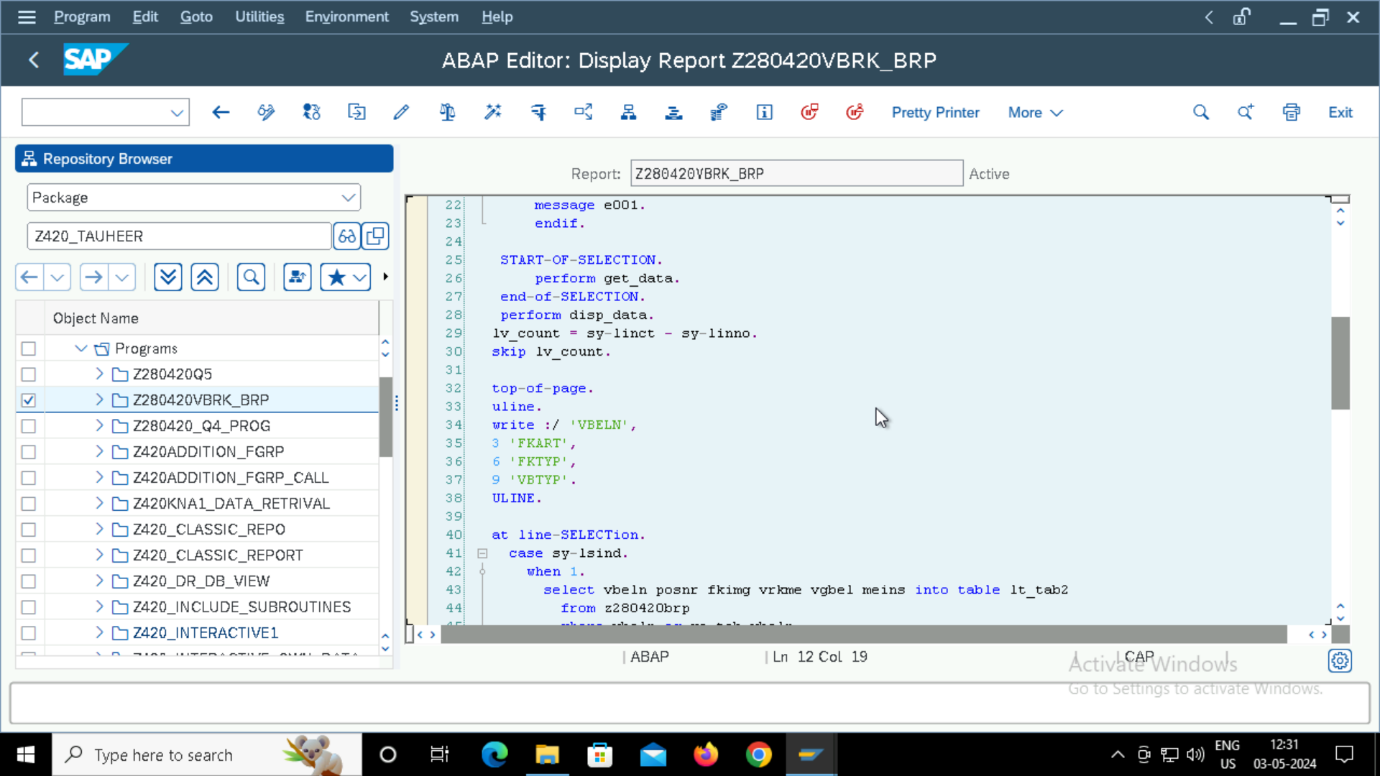 Program Edit Goto Utilities Environment System Help
SAP
ABAP Editor: Display Report Z280420VBRK_BRP
Pretty Printer More Exit
Repository Browser
Package
Z420_TAUHEER
Object Name
Programs
Z280420Q5
Z280420VBRK_BRP
Z280420_Q4_PROG
Z420ADDITION_FGRP
Z420ADDITION_FGRP_CALL
Z420KNA1_DATA_RETRIVAL
Z420_CLASSIC_REPO
Z420_CLASSIC_REPORT
Z420_DR_DB_VIEW
Z420_INCLUDE_SUBROUTINES
Z420_INTERACTIVE1
Report: Z280420VBRK_BRP Active
22 message e001.
23 endif.
24
25 START-OF-SELECTION.
26 perform get_data.
27 end-of-SELECTION.
28 perform disp_data.
29 lv_count = sy-linct - sy-linno.
30 skip lv_count.
31
32 top-of-page.
33 uline.
34 write :/ 'VBELN',
35 3 'FKART',
36 6 'FKTYP',
37 9 'VBTYP'.
38 ULINE.
39
40 at line-SELECTion.
41 case sy-lsind.
42 when 1.
43 select vbeln posnr fkimg vrkme vgbel meins into table lt_tab2
44 from z280420brp
ABAP Ln 12 Col 19 CAP
Activate Windows
Go to Settings to activate Windows.
Type here to search
ENG
US
12:31
03-05-2024